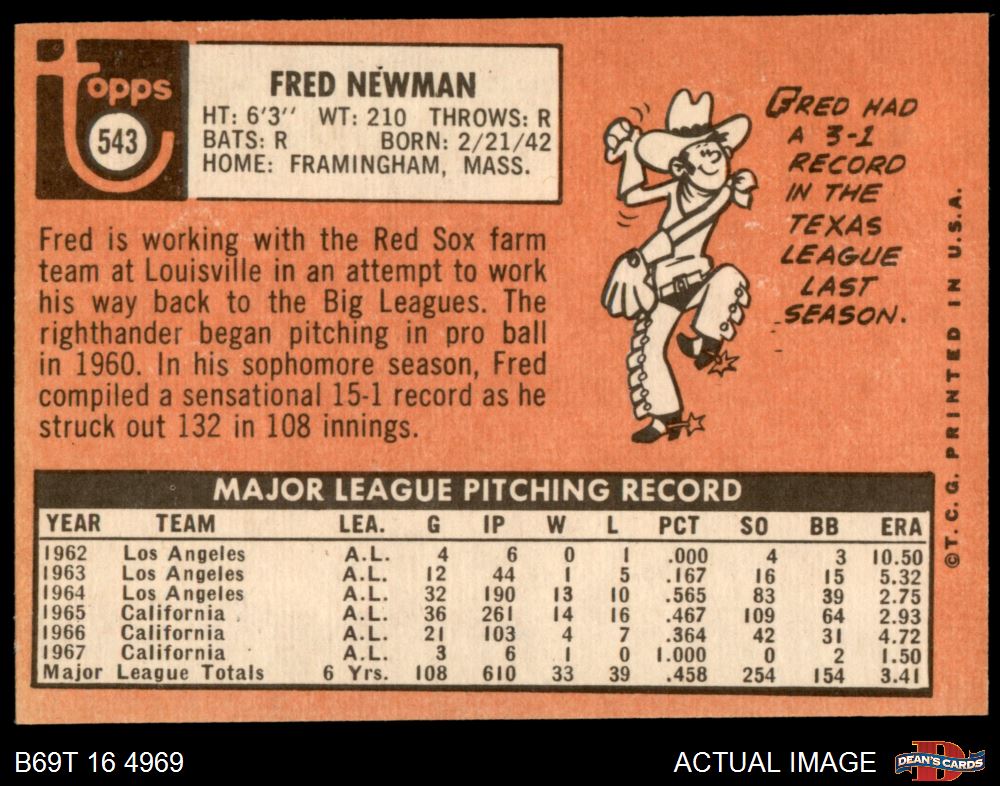 Topps
543
FRED NEWMAN
HT: 6'3'' WT: 210 THROWS: R
BATS: R BORN: 2/21/42
HOME: FRAMINGHAM, MASS.
Fred is working with the Red Sox farm
team at Louisville in an attempt to work
his way back to the Big Leagues. The
righthander began pitching in pro ball
in 1960. In his sophomore season, Fred
compiled a sensational 15-1 record as he
struck out 132 in 108 innings.
FRED HAD
A 3-1
RECORD
IN THE
TEXAS
LEAGUE
LAST
SEASON.
©T. C. G. PRINTED IN U.S.A.
MAJOR LEAGUE PITCHING RECORD
YEAR TEAM LEA. G IP W L PCT SO BB ERA
1962 Los Angeles A.L. 4 6 0 1 .000 4 3 10.50
1963 Los Angeles A.L. 12 44 1 5 .167 16 15 5.32
1964 Los Angeles A.L. 32 190 13 10 .565 83 39 2.75
1965 California A.L. 36 261 14 16 .467 109 64 2.93
1966 California A.L. 21 103 4 7 .364 42 31 4.72
1967 California A.L. 3 6 1 0 1.000 0 2 1.50
Major League Totals 6 Yrs. 108 610 33 39 .458 254 154 3.41
B69T 16 4969
ACTUAL IMAGE
DEAN'S CARDS